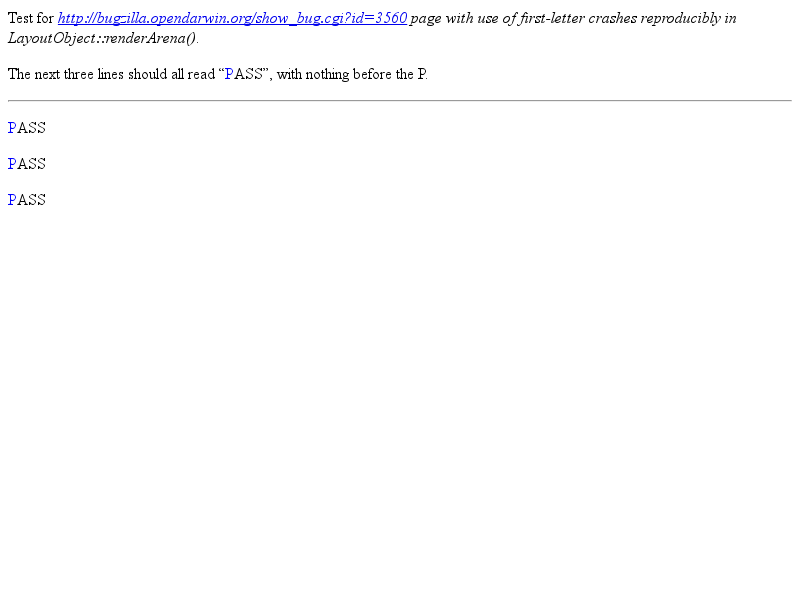 Test for http://bugzilla.opendarwin.org/show_bug.cgi?id=3560 page with use of first-letter crashes reproducibly in
LayoutObject::renderArena().
The next three lines should all read “PASS”, with nothing before the P.
PASS
PASS
PASS